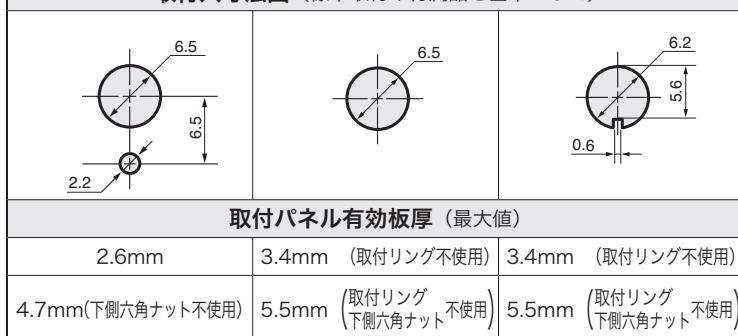 6.5
6.5
2.2
6.5
6.2
5.6
0.6
取付パネル有効板厚（最大値）
2.6mm
3.4mm （取付リング不使用）
3.4mm （取付リング不使用）
4.7mm(下側六角ナット不使用)
5.5mm (取付リング
下側六角ナット不使用)
5.5mm (取付リング
下側六角ナット不使用)